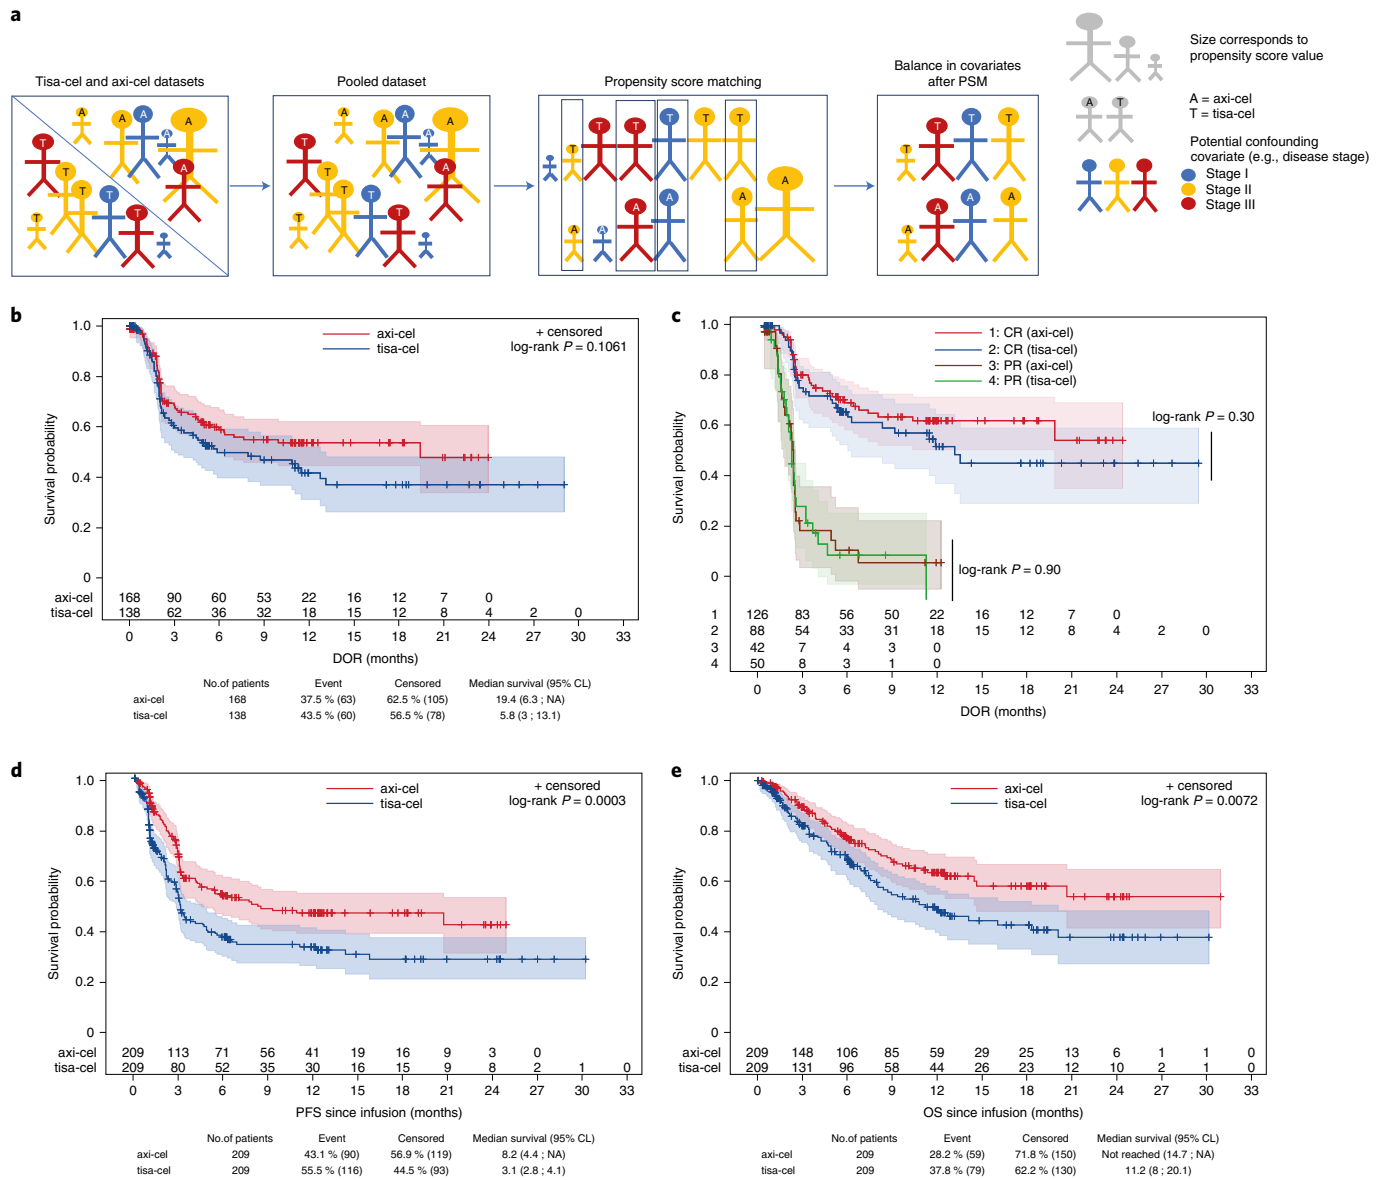 a
Tisa-cel and axi-cel datasets
Pooled dataset
Propensity score matching
Balance in covariates
after PSM
Size corresponds to
propensity score value
A = axi-cel
T = tisa-cel
Potential confounding
covariate (e.g., disease stage)
Stage I
Stage II
Stage III
b
axi-cel
tisa-cel
+ censored
log-rank P = 0.1061
Survival probability
1.0
0.8
0.6
0.4
0.2
0
axi-cel 168 90 60 53 22 16 12 7 0
tisa-cel 138 62 36 32 18 15 12 8 4 2 0
0 3 6 9 12 15 18 21 24 27 30 33
DOR (months)
No.of patients Event Censored Median survival (95% CL)
axi-cel 168 37.5 % (63) 62.5 % (105) 19.4 (6.3 ; NA)
tisa-cel 138 43.5 % (60) 56.5 % (78) 5.8 (3 ; 13.1)
c
1: CR (axi-cel)
2: CR (tisa-cel)
3: PR (axi-cel)
4: PR (tisa-cel)
log-rank P = 0.30
log-rank P = 0.90
Survival probability
1.0
0.8
0.6
0.4
0.2
0
1 126 83 56 50 22 16 12 7 0
2 88 54 33 31 18 15 12 8 4 2 0
3 42 7 4 3 0
4 50 8 3 1 0
0 3 6 9 12 15 18 21 24 27 30 33
DOR (months)
d
axi-cel
tisa-cel
+ censored
log-rank P = 0.0003
Survival probability
1.0
0.8
0.6
0.4
0.2
0
axi-cel 209 113 71 56 41 19 16 9 3 0
tisa-cel 209 80 52 35 30 16 15 9 8 2 1 0
0 3 6 9 12 15 18 21 24 27 30 33
PFS since infusion (months)
No.of patients Event Censored Median survival (95% CL)
axi-cel 209 43.1 % (90) 56.9 % (119) 8.2 (4.4 ; NA)
tisa-cel 209 55.5 % (116) 44.5 % (93) 3.1 (2.8 ; 4.1)
e
axi-cel
tisa-cel
+ censored
log-rank P = 0.0072
Survival probability
1.0
0.8
0.6
0.4
0.2
0
axi-cel 209 148 106 85 59 29 25 13 6 1 1 0
tisa-cel 209 131 96 58 44 26 23 12 10 2 1 0
0 3 6 9 12 15 18 21 24 27 30 33
OS since infusion (months)
No.of patients Event Censored Median survival (95% CL)
axi-cel 209 28.2 % (59) 71.8 % (150) Not reached (14.7 ; NA)
tisa-cel 209 37.8 % (79) 62.2 % (130) 11.2 (8 ; 20.1)